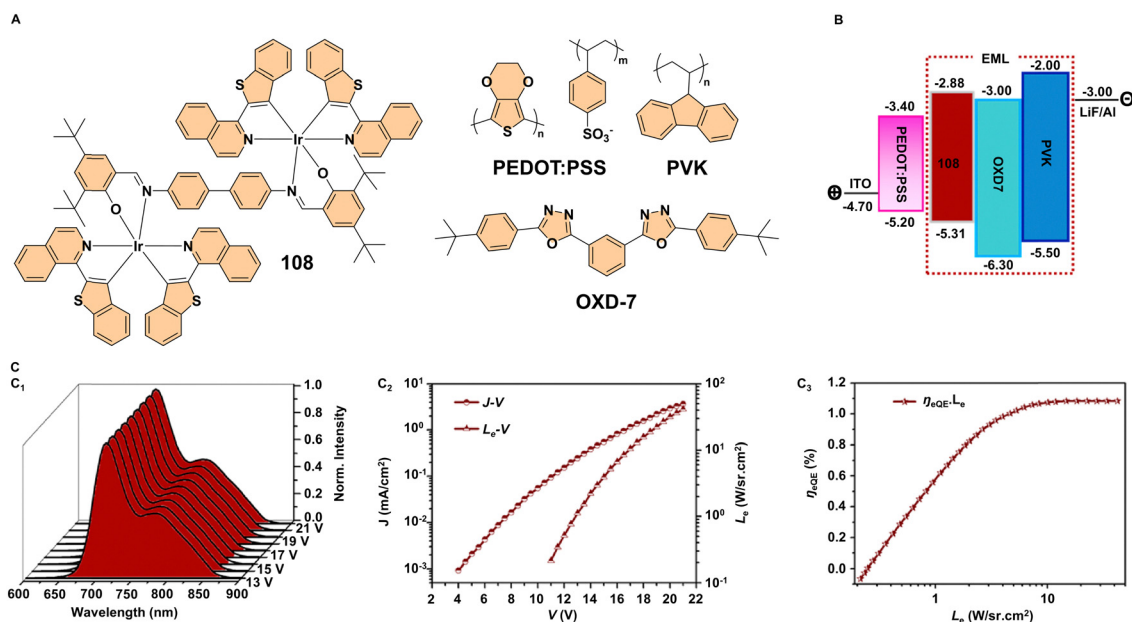 A
S
S
N
N
Ir
O
N
N
O
Ir
N
N
S
S
108
O
O
S
n
m
SO3-
n
PEDOT:PSS
PVK
N N
O
N N
O
OXD-7
B
EML
-2.00
-2.88
-3.00
-3.00
LiF/Al
-3.40
PEDOT:PSS
108
OXD7
PVK
ITO
-4.70
-5.20
-5.31
-5.50
-6.30
C
C1
1.0
0.8
0.6
0.4
0.2
0.0
Norm. Intensity
21 V
19 V
17 V
15 V
13 V
600 650 700 750 800 850 900
Wavelength (nm)
C2
10^1
10^0
10^-1
10^-2
10^-3
J (mA/cm2)
J-V
Le-V
10^2
10^1
10^0
10^-1
Le (W/sr.cm2)
2 4 6 8 10 12 14 16 18 20 22
V (V)
C3
1.2
1.0
0.8
0.6
0.4
0.2
0.0
ηeQE (%)
ηeQE.Le
1 10
Le (W/sr.cm2)